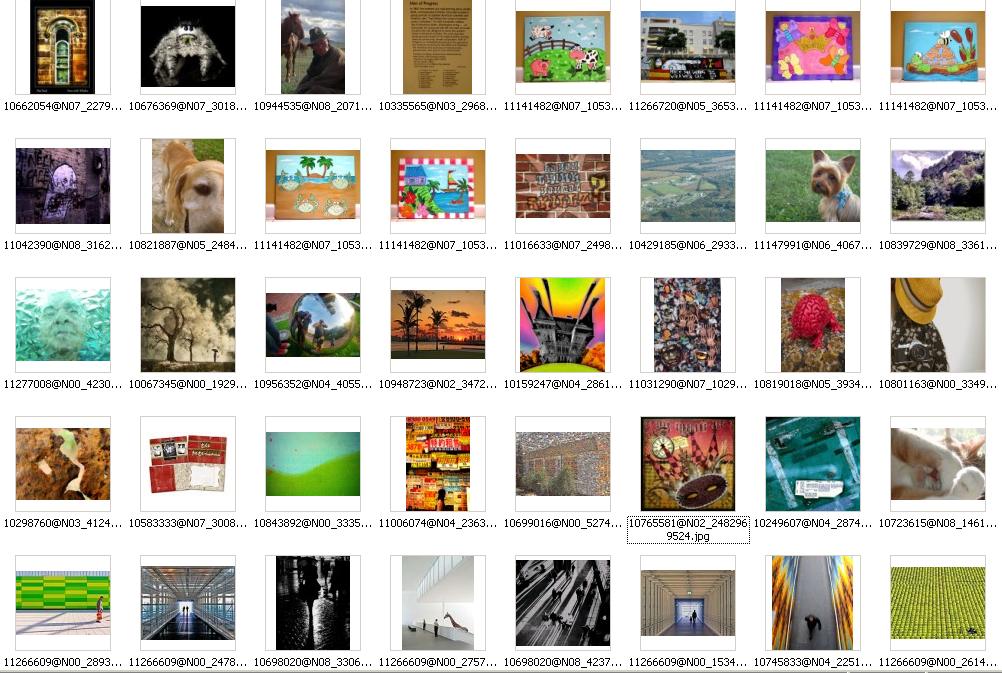 10662054@N07_2279...
10676369@N07_3018...
10944535@N08_2071...
Men of Progress
10335565@N03_2968...
11141482@N07_1053...
11266720@N05_3653...
11141482@N07_1053...
11141482@N07_1053...
11042390@N08_3162...
10821887@N05_2484...
11141482@N07_1053...
11141482@N07_1053...
11016633@N07_2498...
10429185@N06_2933...
11147991@N06_4067...
10839729@N08_3361...
11277008@N00_4230...
10067345@N00_1929...
10956352@N04_4055...
10948723@N02_3472...
10159247@N04_2861...
11031290@N07_1029...
10819018@N05_3934...
10801163@N00_3349...
10298760@N03_4124...
10583333@N07_3008...
10843892@N00_3335...
11006074@N04_2363...
10699016@N00_5274...
10765581@N02_248296
9524.jpg
10249607@N04_2874...
10723615@N08_1461...
11266609@N00_2893...
11266609@N00_2478...
10698020@N08_3306...
11266609@N00_2757...
10698020@N08_4237...
11266609@N00_1534...
10745833@N04_2251...
11266609@N00_2614...